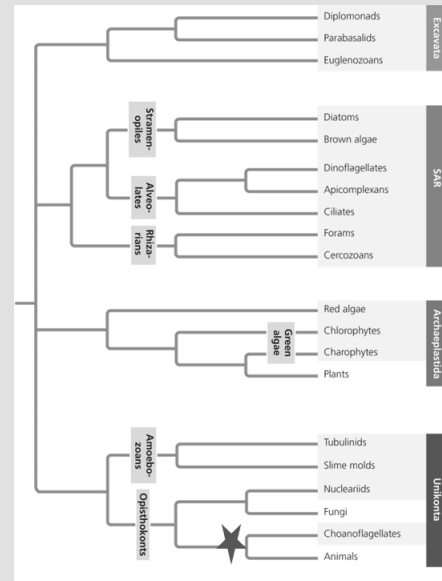 Diplomonads
Parabasalids
Euglenozoans
Excavata
Stramen-
opiles
Diatoms
Brown algae
Alveo-
lates
Dinoflagellates
Apicomplexans
Ciliates
Rhiza-
rians
Forams
Cercozoans
SAR
Red algae
Green
algae
Chlorophytes
Charophytes
Plants
Archaeplastida
Amoebo-
zoans
Tubulinids
Slime molds
Opisthokonts
Nucleariids
Fungi
Choanoflagellates
Animals
Unikonta